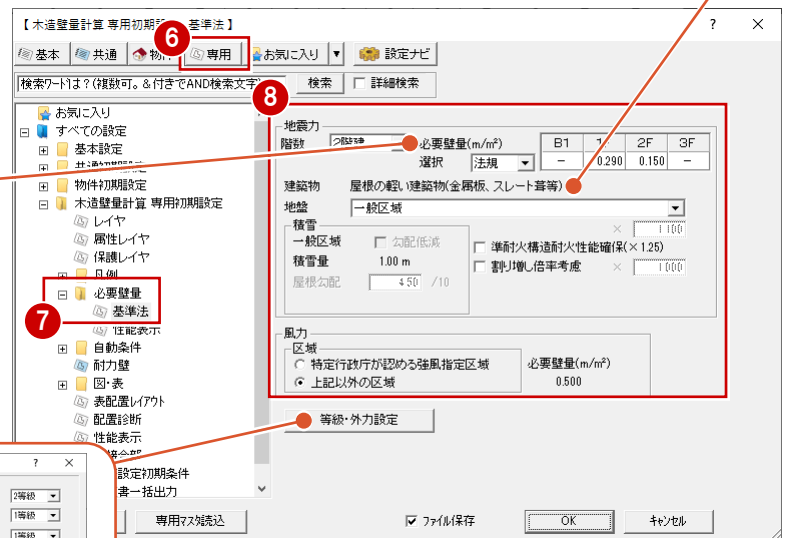 【 木造壁量計算 専用初期設 基準法 】 ? ×
6
基本 共通 物件 専用 お気に入り ▼ 設定ナビ
検索ワードは？(複数可。＆付きでAND検索文字) 検索 詳細検索
8
お気に入り
すべての設定
基本設定
共通初期設定
物件初期設定
木造壁量計算 専用初期設定
レイヤ
属性レイヤ
保護レイヤ
凡例
必要壁量
7
基準法
性能表示
自動条件
耐力壁
図・表
表配置レイアウト
配置診断
性能表示
接合部
設定初期条件
書一括出力
地震力
階数 2階建 必要壁量(m/m²) B1 1F 2F 3F
選択 法規 － 0.290 0.150 －
建築物 屋根の軽い建築物(金属板、スレート葺等)
地盤 一般区域
積雪 × 1.100
一般区域 勾配低減 準耐火構造耐火性能確保(×1.25)
積雪量 1.00 m 割り増し倍率考慮 × 1.000
屋根勾配 4.50 /10
風力
区域
特定行政庁が認める強風指定区域 必要壁量(m/m²)
上記以外の区域 0.500
等級・外力設定
? ×
2等級
1等級
1等級
専用マスタ読込 ファイル保存 OK キャンセル